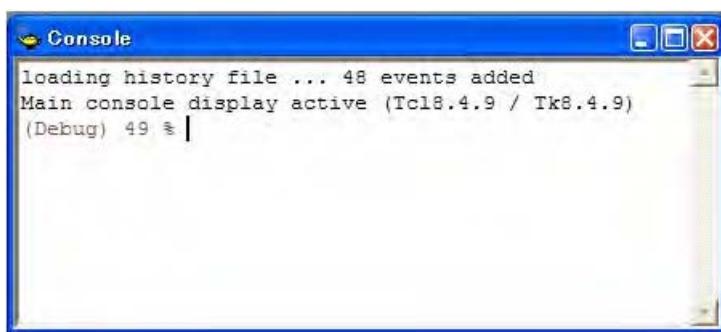 Console
loading history file ... 48 events added
Main console display active (Tcl8.4.9 / Tk8.4.9)
(Debug) 49 %